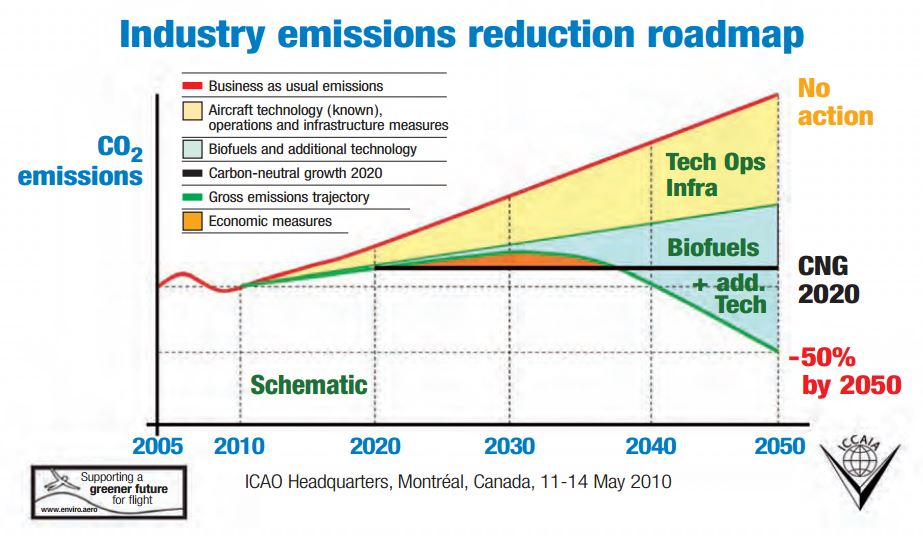 Industry emissions reduction roadmap
CO2
emissions
Business as usual emissions
Aircraft technology (known),
operations and infrastructure measures
Biofuels and additional technology
Carbon-neutral growth 2020
Gross emissions trajectory
Economic measures
No
action
Tech Ops
Infra
Biofuels
+ add.
Tech
CNG
2020
-50%
by 2050
Schematic
2005 2010 2020 2030 2040 2050
ICAO Headquarters, Montréal, Canada, 11-14 May 2010
Supporting a
greener future
for flight
www.enviro.aero
ICCAIA